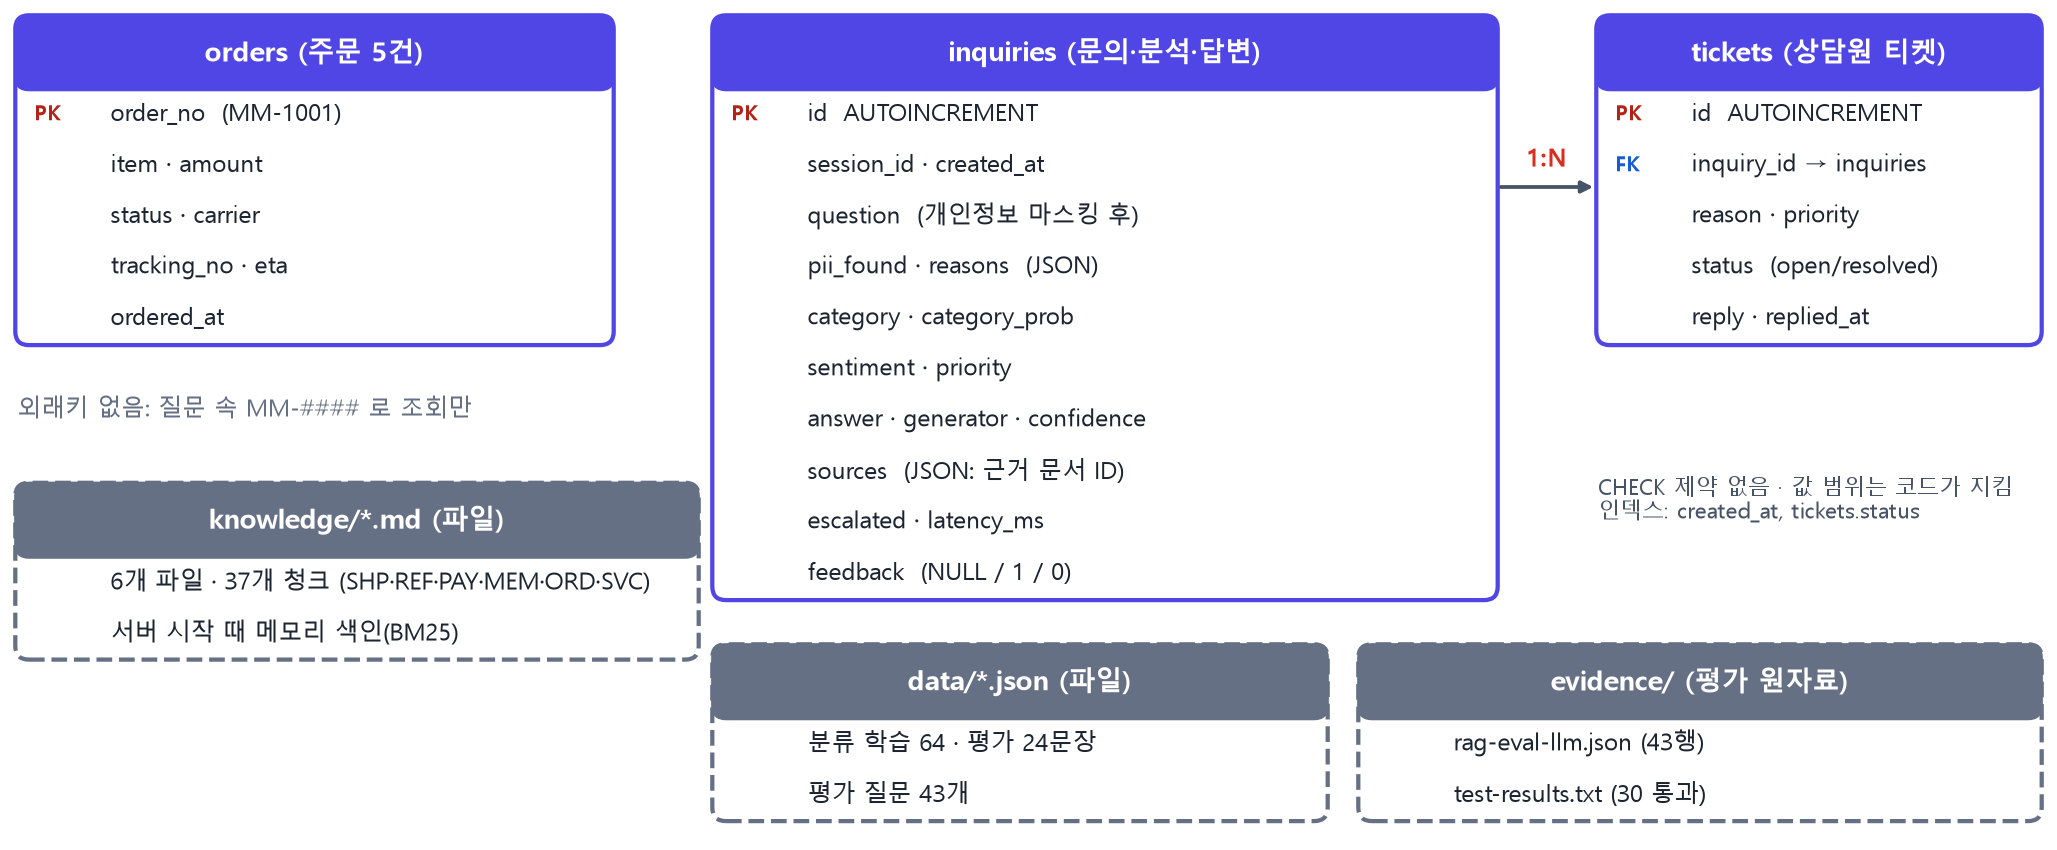 orders (주문 5건)
PK order_no (MM-1001)
item · amount
status · carrier
tracking_no · eta
ordered_at
외래키 없음: 질문 속 MM-#### 로 조회만
knowledge/*.md (파일)
6개 파일 · 37개 청크 (SHP·REF·PAY·MEM·ORD·SVC)
서버 시작 때 메모리 색인(BM25)
inquiries (문의·분석·답변)
PK id AUTOINCREMENT
session_id · created_at
question (개인정보 마스킹 후)
pii_found · reasons (JSON)
category · category_prob
sentiment · priority
answer · generator · confidence
sources (JSON: 근거 문서 ID)
escalated · latency_ms
feedback (NULL / 1 / 0)
1:N
tickets (상담원 티켓)
PK id AUTOINCREMENT
FK inquiry_id → inquiries
reason · priority
status (open/resolved)
reply · replied_at
CHECK 제약 없음 · 값 범위는 코드가 지킴
인덱스: created_at, tickets.status
data/*.json (파일)
분류 학습 64 · 평가 24문장
평가 질문 43개
evidence/ (평가 원자료)
rag-eval-llm.json (43행)
test-results.txt (30 통과)